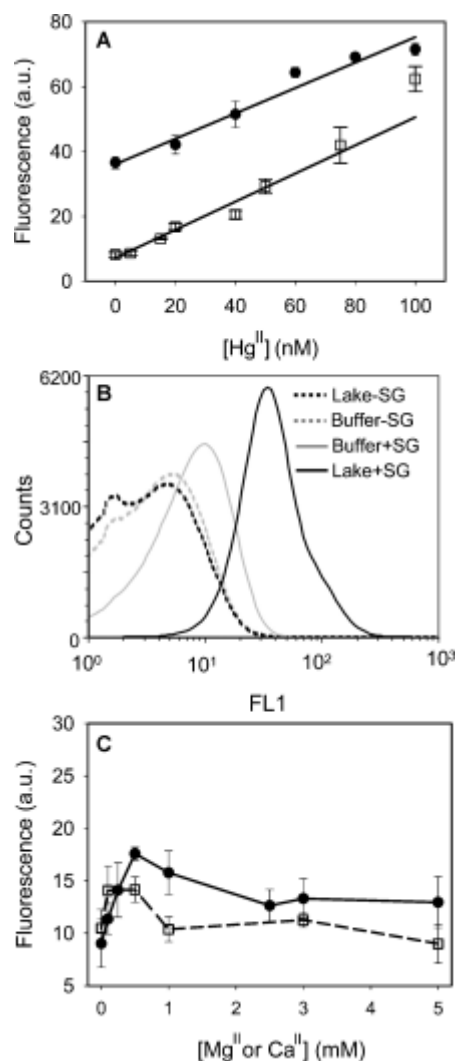 A
Fluorescence (a.u.)
80
60
40
20
0
0 20 40 60 80 100
[Hg^II] (nM)
B
6200
3100
0
Counts
Lake-SG
Buffer-SG
Buffer+SG
Lake+SG
10^0 10^1 10^2 10^3
FL1
C
Fluorescence (a.u.)
30
25
20
15
10
5
0 1 2 3 4 5
[Mg^II or Ca^II] (mM)